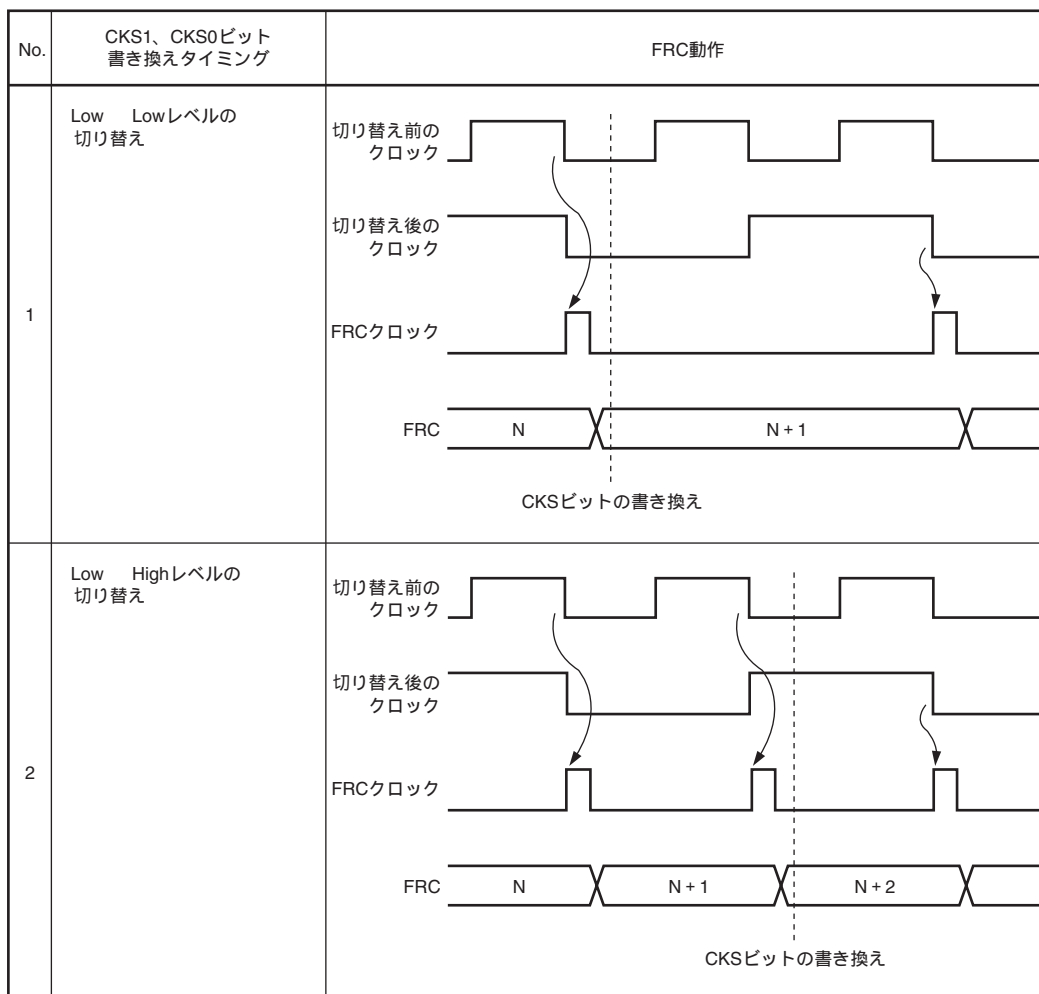 No.
CKS1、CKS0ビット
書き換えタイミング
FRC動作
1
Low Lowレベルの
切り替え
切り替え前の
クロック
切り替え後の
クロック
FRCクロック
FRC
N
N + 1
CKSビットの書き換え
2
Low Highレベルの
切り替え
切り替え前の
クロック
切り替え後の
クロック
FRCクロック
FRC
N
N + 1
N + 2
CKSビットの書き換え